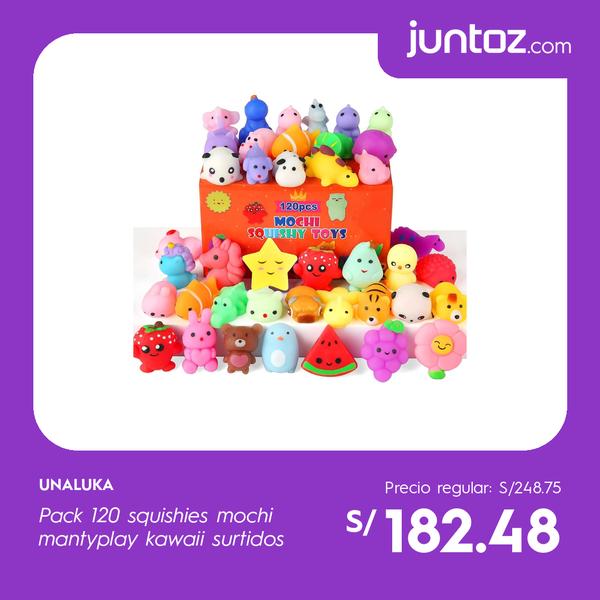 juntoz.com
120pcs
MOCHI
SQUISHY TOYS
UNALUKA
Pack 120 squishies mochi
mantyplay kawaii surtidos
Precio regular: S/248.75
S/182.48